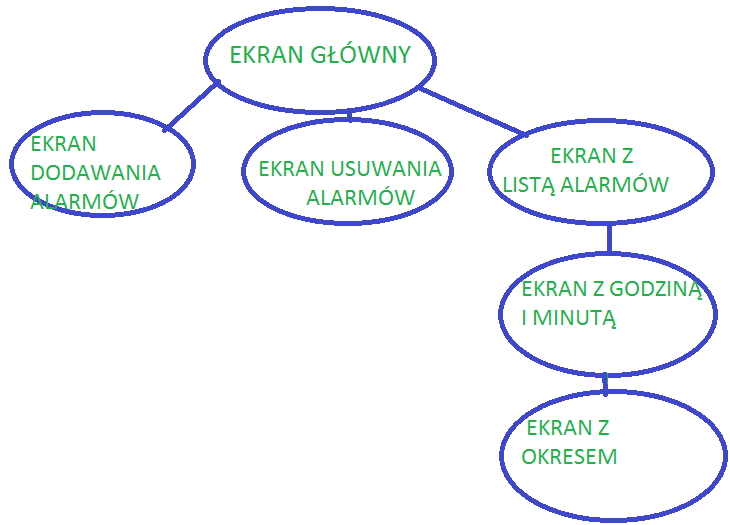 EKRAN GŁÓWNY
EKRAN
DODAWANIA
ALARMÓW
EKRAN USUWANIA
ALARMÓW
EKRAN Z
LISTĄ ALARMÓW
EKRAN Z GODZINĄ
I MINUTĄ
EKRAN Z
OKRESEM